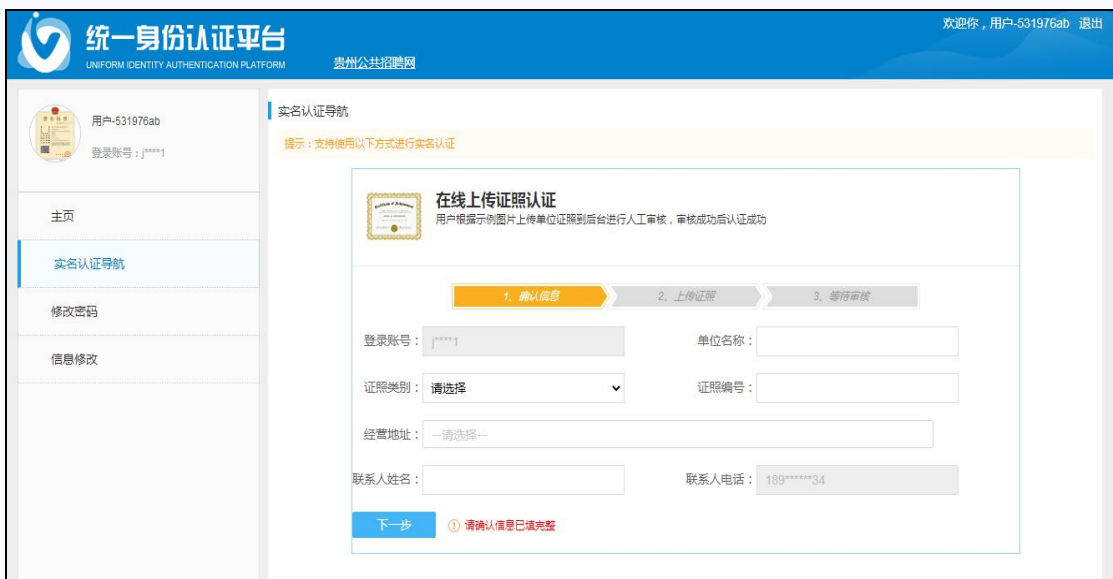 统一身份认证平台
UNIFORM IDENTITY AUTHENTICATION PLATFORM
贵州公共招聘网
欢迎你，用户-531976ab 退出
用户-531976ab
登录账号：j****1
主页
实名认证导航
修改密码
信息修改
实名认证导航
提示：支持使用以下方式进行实名认证
在线上传证照认证
用户根据示例图片上传单位证照到后台进行人工审核，审核成功后认证成功
1、确认信息 2、上传证照 3、等待审核
登录账号： j****1 单位名称：
证照类别： 请选择 证照编号：
经营地址： --请选择--
联系人姓名： 联系人电话： 189******34
下一步 请确认信息已填完整